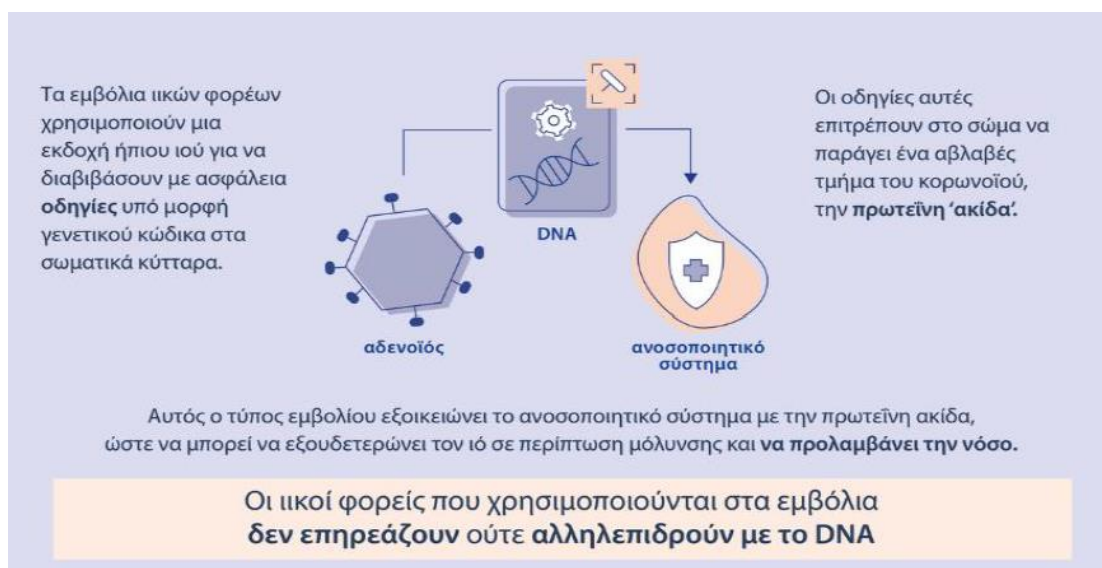 Τα εμβόλια ιικών φορέων
χρησιμοποιούν μια
εκδοχή ήπιου ιού για να
διαβιβάσουν με ασφάλεια
οδηγίες υπό μορφή
γενετικού κώδικα στα
σωματικά κύτταρα.
DNA
αδενοϊός
ανοσοποιητικό
σύστημα
Οι οδηγίες αυτές
επιτρέπουν στο σώμα να
παράγει ένα αβλαβές
τμήμα του κορωνοϊού,
την πρωτεΐνη ‘ακίδα’.
Αυτός ο τύπος εμβολίου εξοικειώνει το ανοσοποιητικό σύστημα με την πρωτεΐνη ακίδα,
ώστε να μπορεί να εξουδετερώνει τον ιό σε περίπτωση μόλυνσης και να προλαμβάνει την νόσο.
Οι ιικοί φορείς που χρησιμοποιούνται στα εμβόλια
δεν επηρεάζουν ούτε αλληλεπιδρούν με το DNA